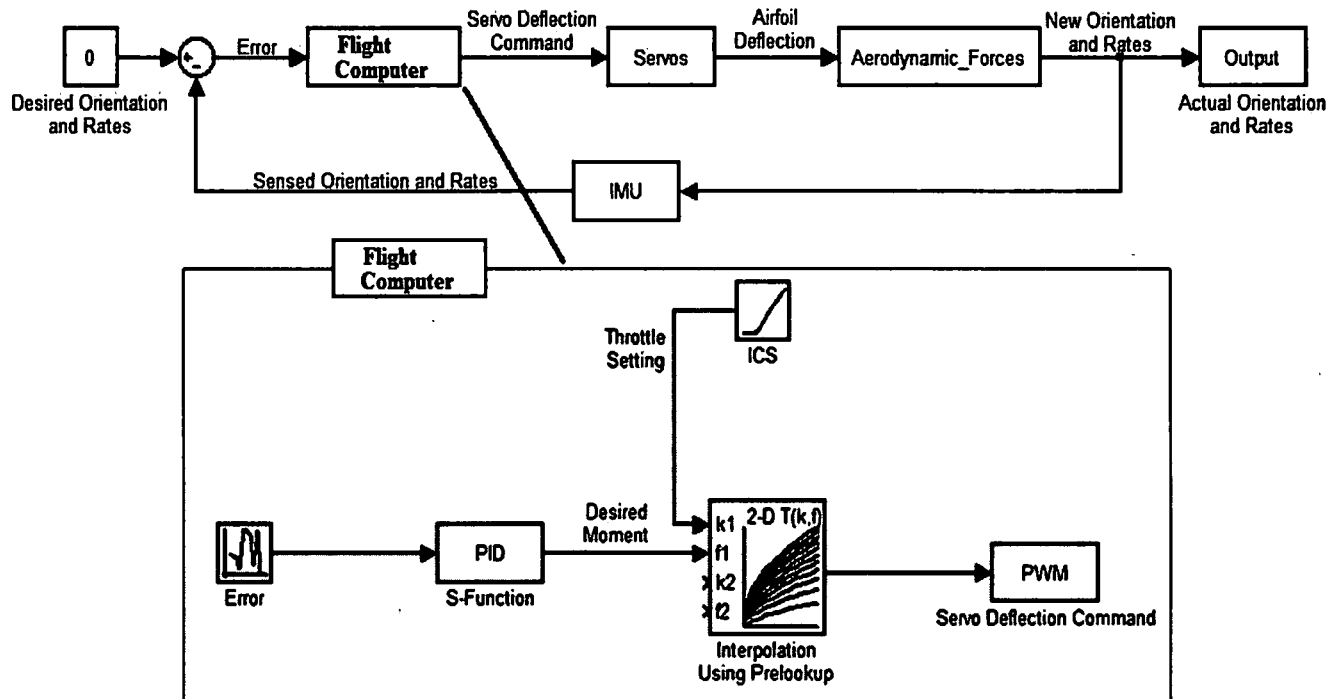 0
Desired Orientation
and Rates
+
-
Error
Flight
Computer
Servo Deflection
Command
Servos
Airfoil
Deflection
Aerodynamic_Forces
New Orientation
and Rates
Output
Actual Orientation
and Rates
Sensed Orientation and Rates
IMU
Flight
Computer
Throttle
Setting
ICS
Error
PID
S-Function
Desired
Moment
k1
f1
k2
f2
2-D T(k,f)
Interpolation
Using Prelookup
PWM
Servo Deflection Command